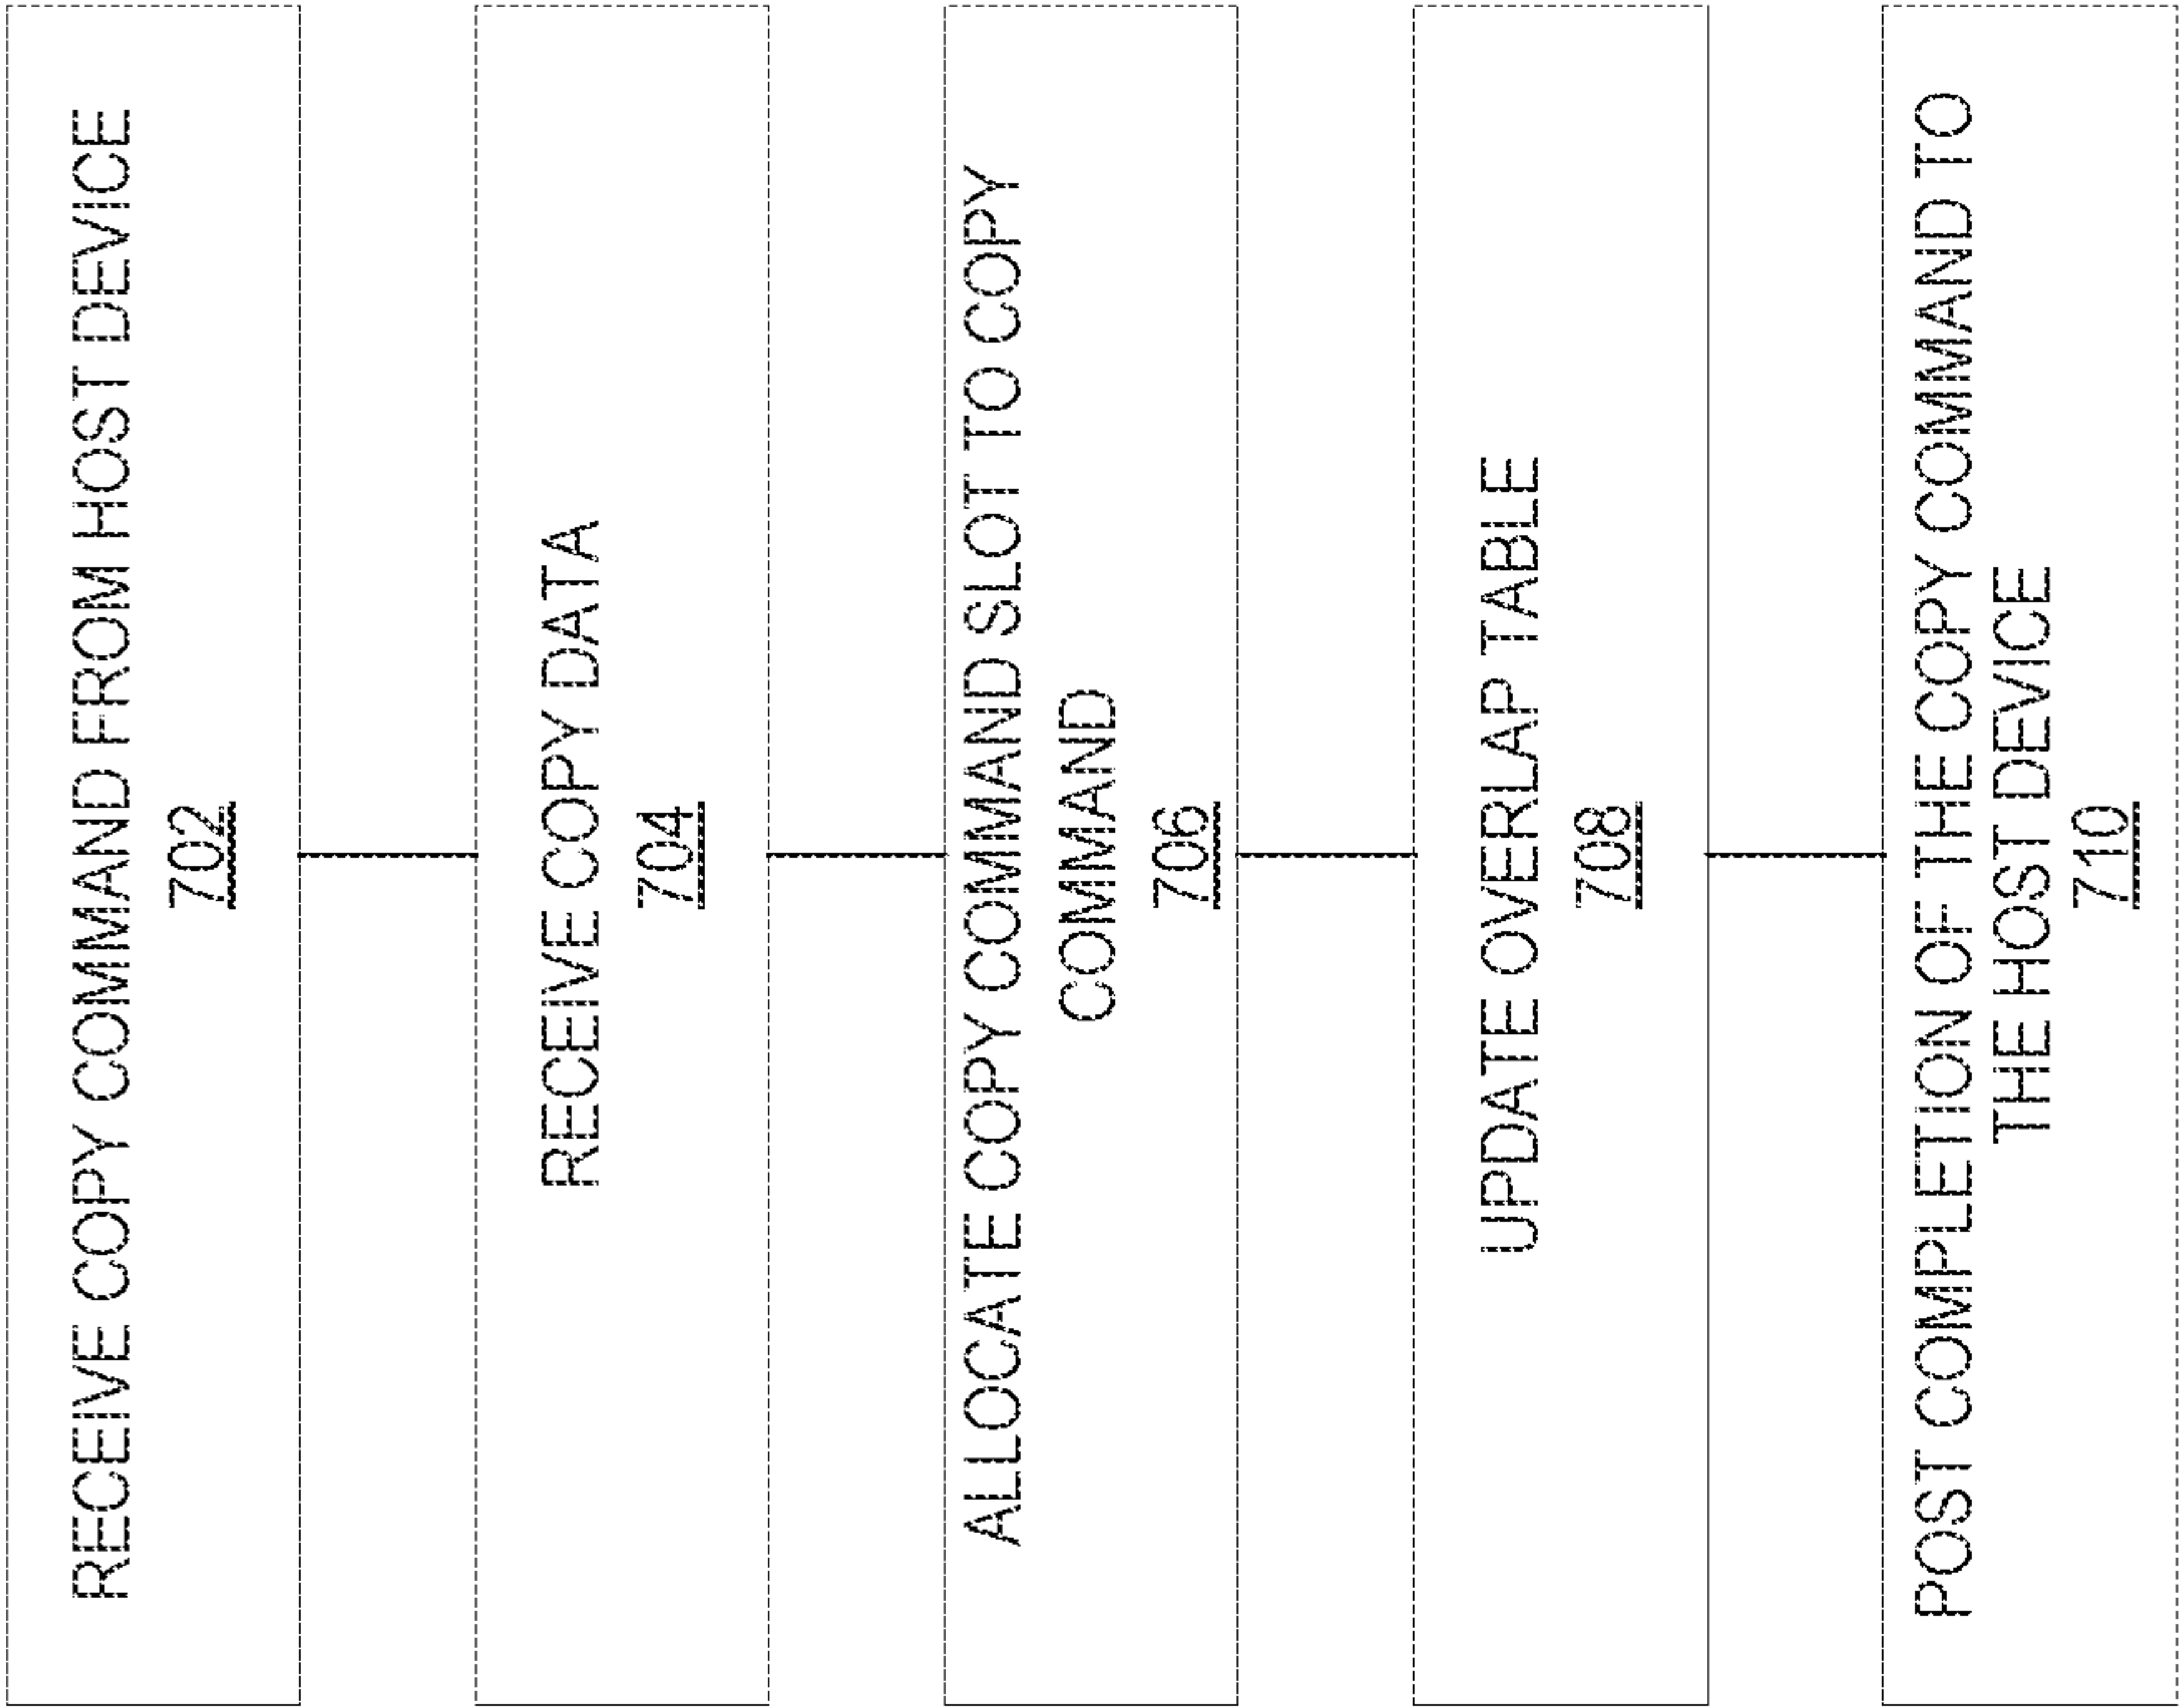 RECEIVE COPY COMMAND FROM HOST DEVICE
702
RECEIVE COPY DATA
704
ALLOCATE COPY COMMAND SLOT TO COPY
COMMAND
706
UPDATE OVERLAP TABLE
708
POST COMPLETION OF THE COPY COMMAND TO
THE HOST DEVICE
710